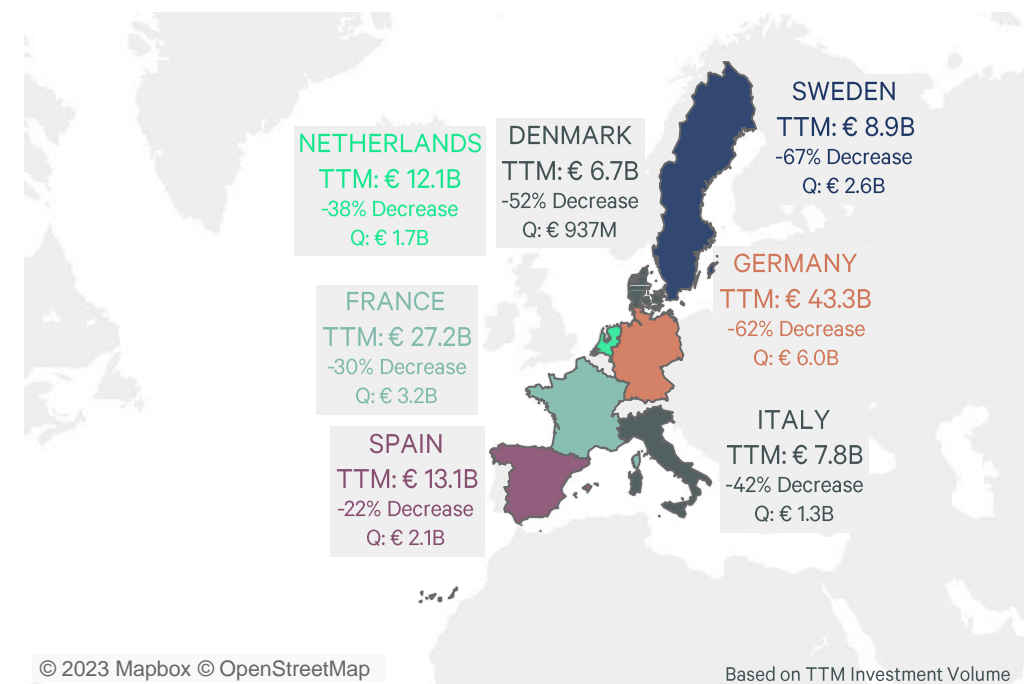 SWEDEN
TTM: € 8.9B
-67% Decrease
Q: € 2.6B
NETHERLANDS
TTM: € 12.1B
-38% Decrease
Q: € 1.7B
DENMARK
TTM: € 6.7B
-52% Decrease
Q: € 937M
GERMANY
TTM: € 43.3B
-62% Decrease
Q: € 6.0B
FRANCE
TTM: € 27.2B
-30% Decrease
Q: € 3.2B
ITALY
TTM: € 7.8B
-42% Decrease
Q: € 1.3B
SPAIN
TTM: € 13.1B
-22% Decrease
Q: € 2.1B
© 2023 Mapbox © OpenStreetMap
Based on TTM Investment Volume